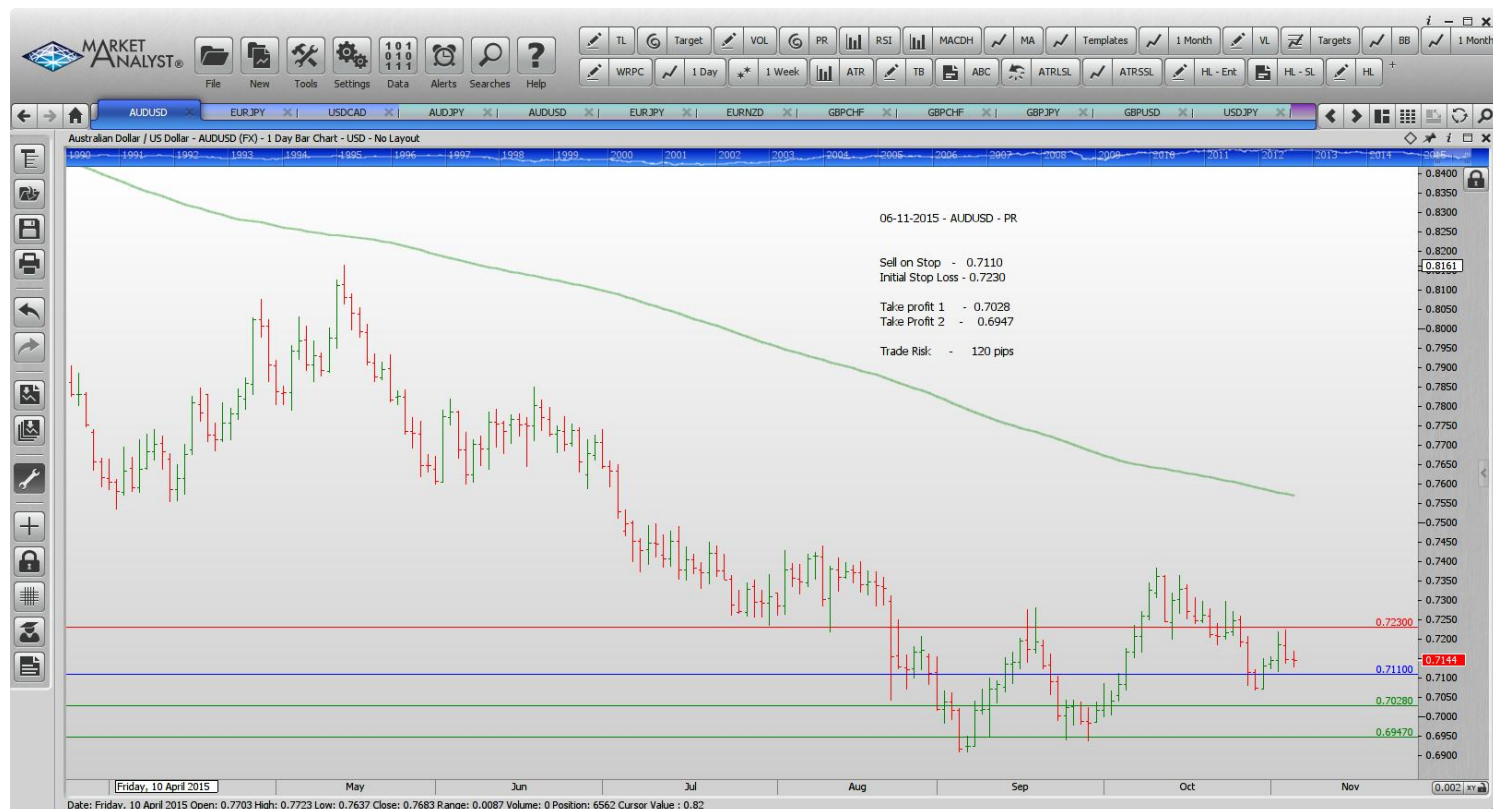 i
MARKET ANALYST®
File New Tools Settings Data Alerts Searches Help
101
010
111
?
TL Target VOL PR RSI MACDH MA Templates 1 Month VL Targets BB 1 Month
WRPC 1 Day 1 Week ATR TB ABC ATRLSL ATRSSL HL - Ent HL - SL HL +
AUDUSD EURJPY USDCAD AUDJPY AUDUSD EURJPY EURNZD GBPCHF GBPCHF GBPJPY GBPUSD USDJPY
Australian Dollar / US Dollar - AUDUSD (FX) - 1 Day Bar Chart - USD - No Layout
1990 1991 1992 1993 1994 1995 1996 1997 1998 1999 2000 2001 2002 2003 2004 2005 2006 2007 2008 2009 2010 2011 2012 2013 2014 2015
06-11-2015 - AUDUSD - PR
Sell on Stop - 0.7110
Initial Stop Loss - 0.7230
Take profit 1 - 0.7028
Take Profit 2 - 0.6947
Trade Risk - 120 pips
0.8400
0.8350
0.8300
0.8250
0.8200
0.8161
0.8100
0.8050
0.8000
0.7950
0.7900
0.7850
0.7800
0.7750
0.7700
0.7650
0.7600
0.7550
0.7500
0.7450
0.7400
0.7350
0.7300
0.7250
0.7200
0.7144
0.7100
0.7050
0.7000
0.6950
0.6900
0.72300
0.71100
0.70280
0.69470
Friday, 10 April 2015 May Jun Jul Aug Sep Oct Nov 0.002 XY
Date: Friday, 10 April 2015 Open: 0.7703 High: 0.7723 Low: 0.7637 Close: 0.7683 Range: 0.0087 Volume: 0 Position: 6562 Cursor Value : 0.82